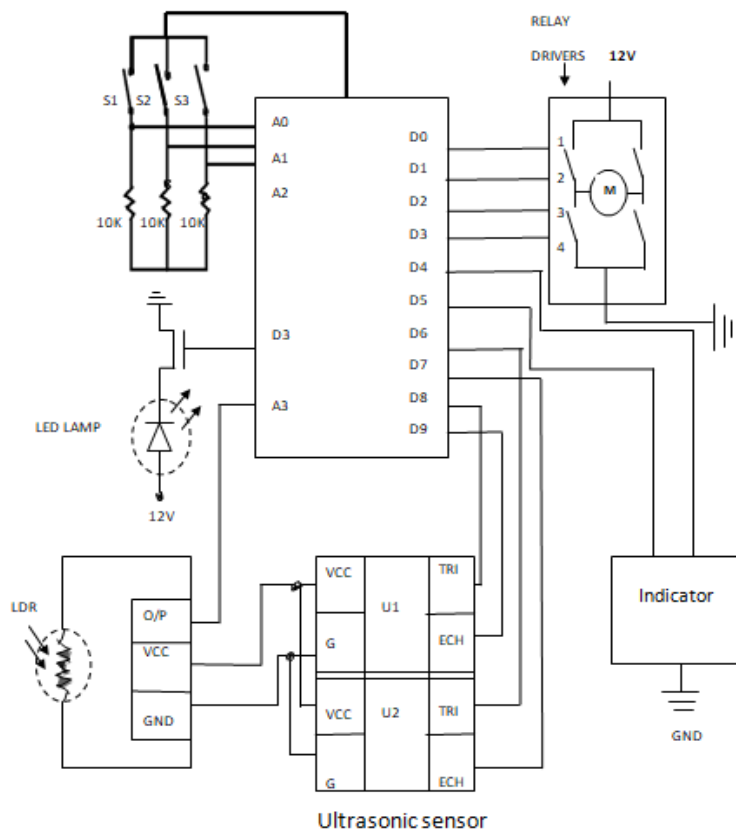 RELAY
DRIVERS 12V
S1 S2 S3
A0
A1
A2
D3
A3
D0
D1
D2
D3
D4
D5
D6
D7
D8
D9
1
2
3
4
M
10K 10K 10K
LED LAMP
12V
LDR
O/P
VCC
GND
VCC
G
U1
TRI
ECH
VCC
G
U2
TRI
ECH
Indicator
GND
Ultrasonic sensor